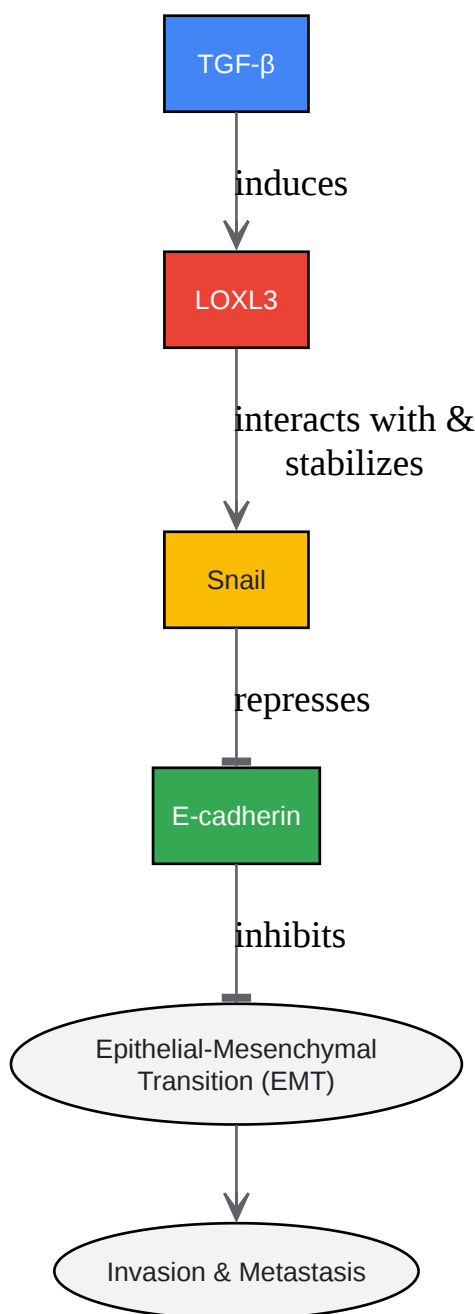 TGF-β
induces
LOXL3
interacts with &
stabilizes
Snail
represses
E-cadherin
inhibits
Epithelial-Mesenchymal
Transition (EMT)
Invasion & Metastasis